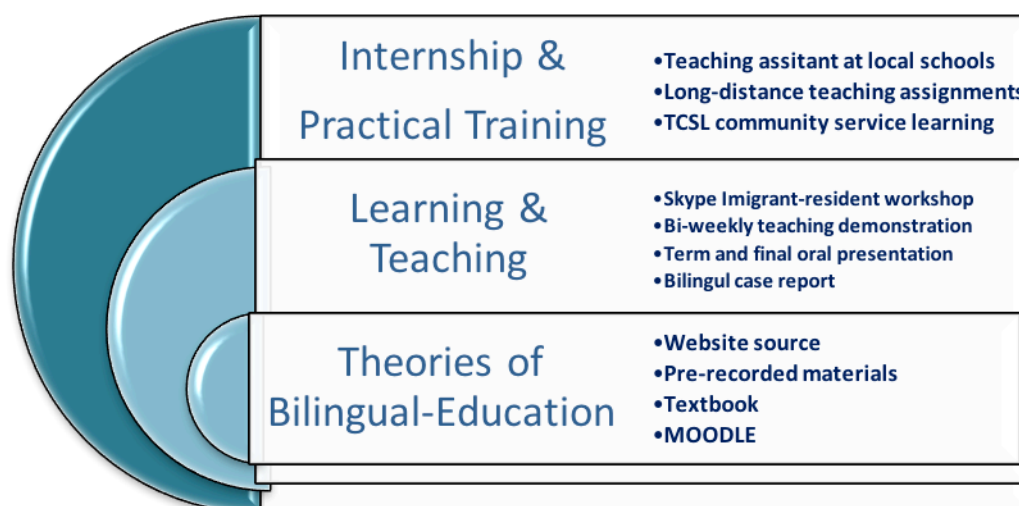 Internship &
Practical Training
•Teaching assitant at local schools
•Long-distance teaching assignments
•TCSL community service learning
Learning &
Teaching
•Skype Imigrant-resident workshop
•Bi-weekly teaching demonstration
•Term and final oral presentation
•Bilingul case report
Theories of
Bilingual-Education
•Website source
•Pre-recorded materials
•Textbook
•MOODLE